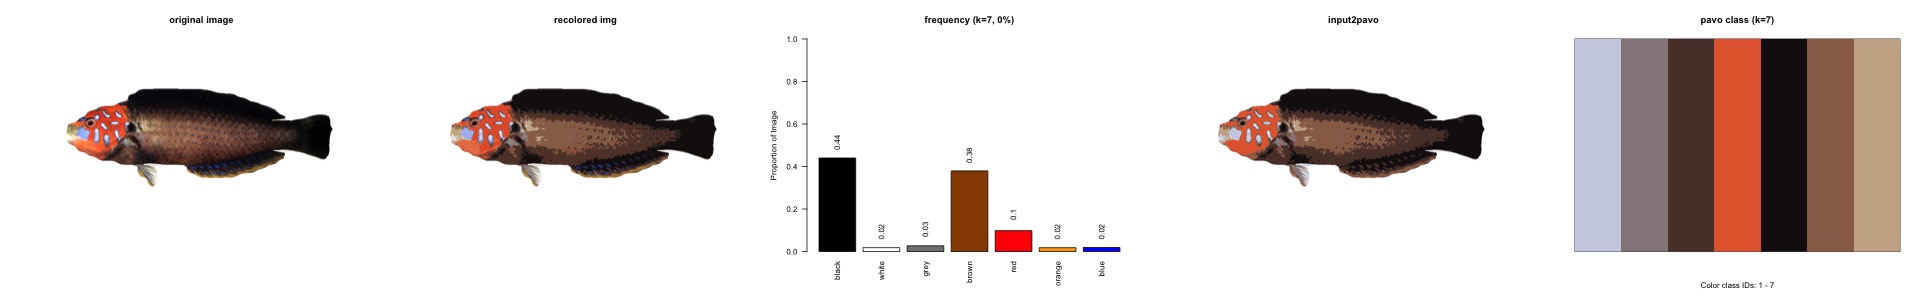 original image
recolored img
frequency (k=7, 0%)
input2pavo
pavo class (k=7)
Proportion of Image
1.0
0.8
0.6
0.4
0.2
0.0
0.44
0.02
0.03
0.38
0.1
0.02
0.02
black
white
grey
brown
red
orange
blue
Color class IDs: 1 - 7